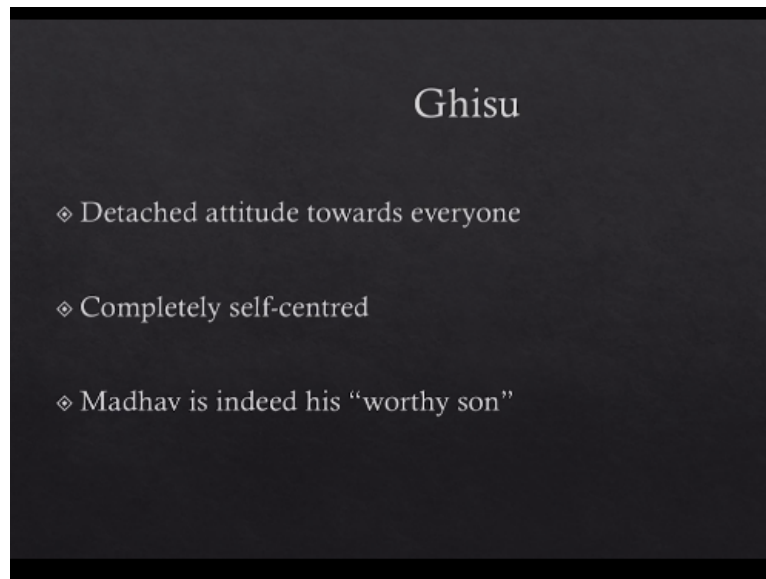 Ghisu
Detached attitude towards everyone
Completely self-centred
Madhav is indeed his “worthy son”